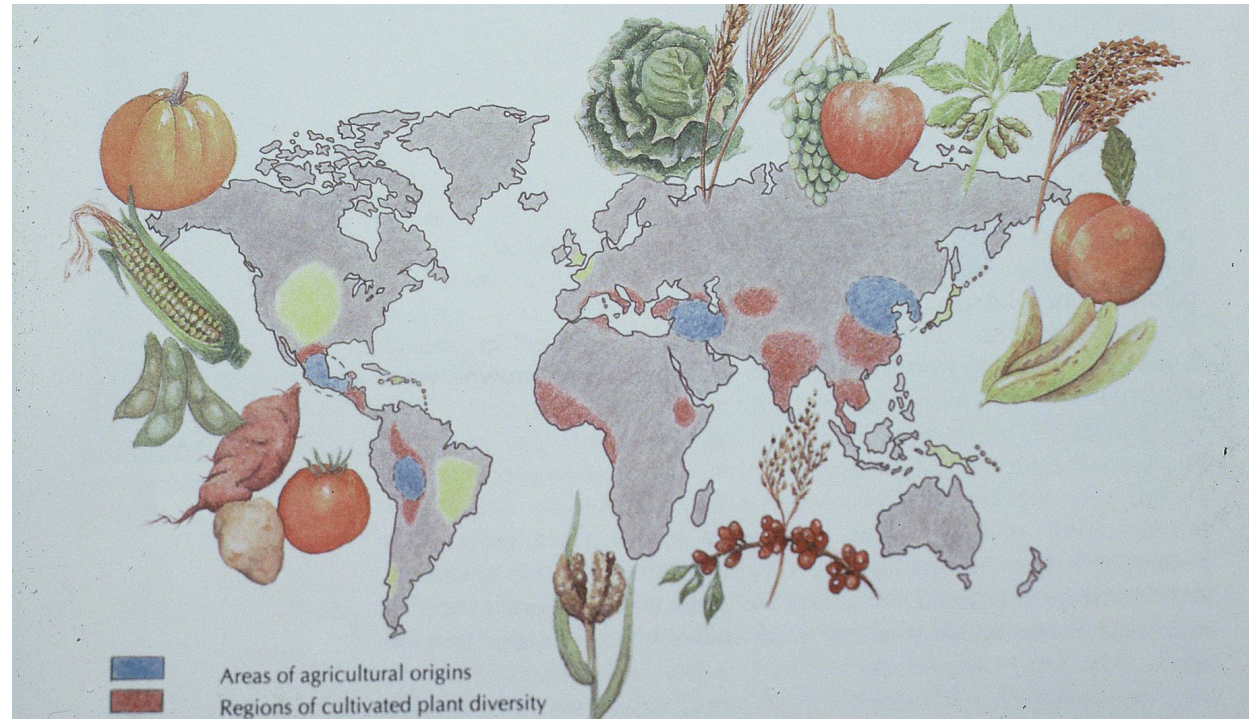 Areas of agricultural origins
Regions of cultivated plant diversity